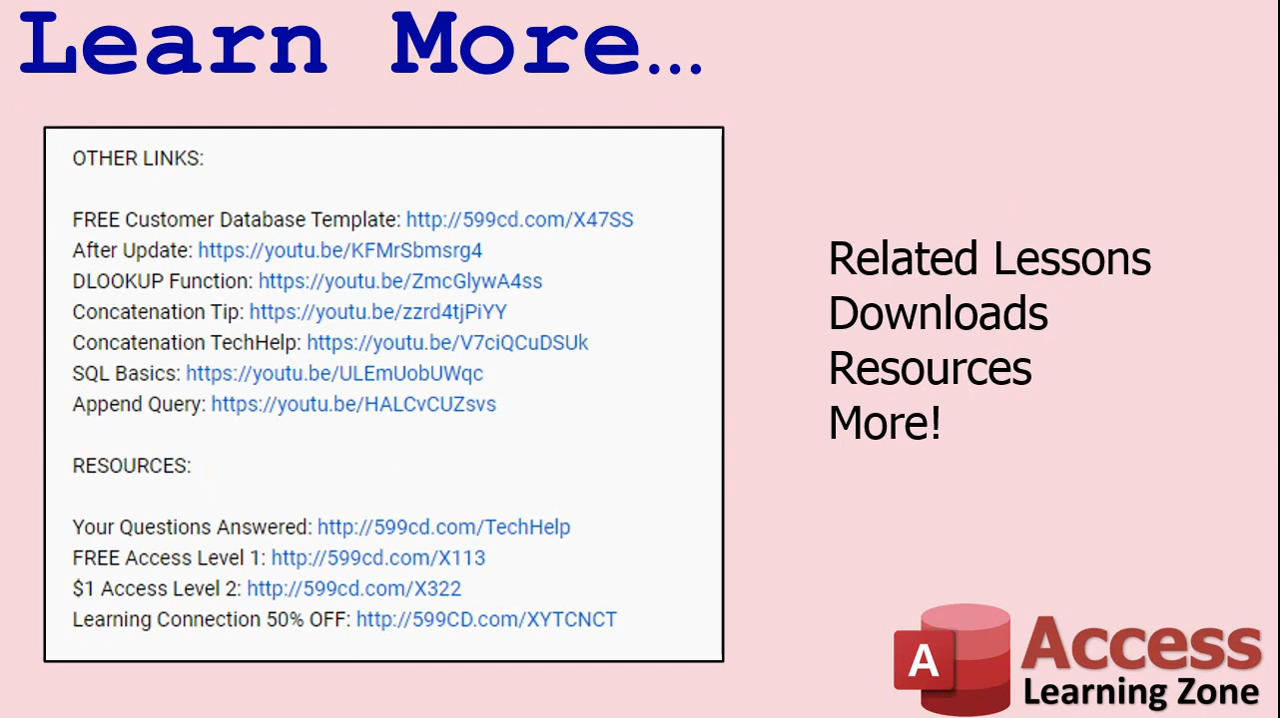 Learn More...
OTHER LINKS:
FREE Customer Database Template: http://599cd.com/X47SS
After Update: https://youtu.be/KFMrSbmsrg4
DLOOKUP Function: https://youtu.be/ZmcGlywA4ss
Concatenation Tip: https://youtu.be/zzrd4tjPiYY
Concatenation TechHelp: https://youtu.be/V7ciQCuDSUk
SQL Basics: https://youtu.be/ULEmUobUWqc
Append Query: https://youtu.be/HALCvCUZsvs
RESOURCES:
Your Questions Answered: http://599cd.com/TechHelp
FREE Access Level 1: http://599cd.com/X113
$1 Access Level 2: http://599cd.com/X322
Learning Connection 50% OFF: http://599CD.com/XYTCNCT
Related Lessons
Downloads
Resources
More!
A
Access
Learning Zone